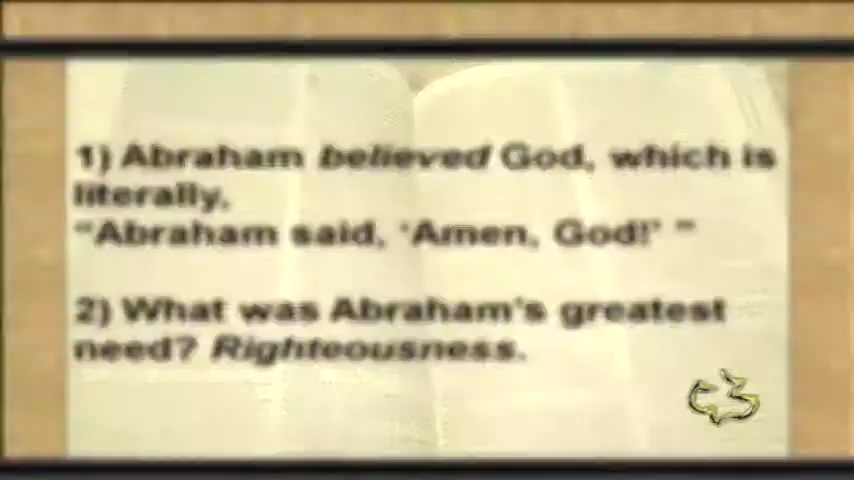 1) Abraham believed God, which is
literally,
“Abraham said, ‘Amen, God!’ ”
2) What was Abraham's greatest
need? Righteousness.